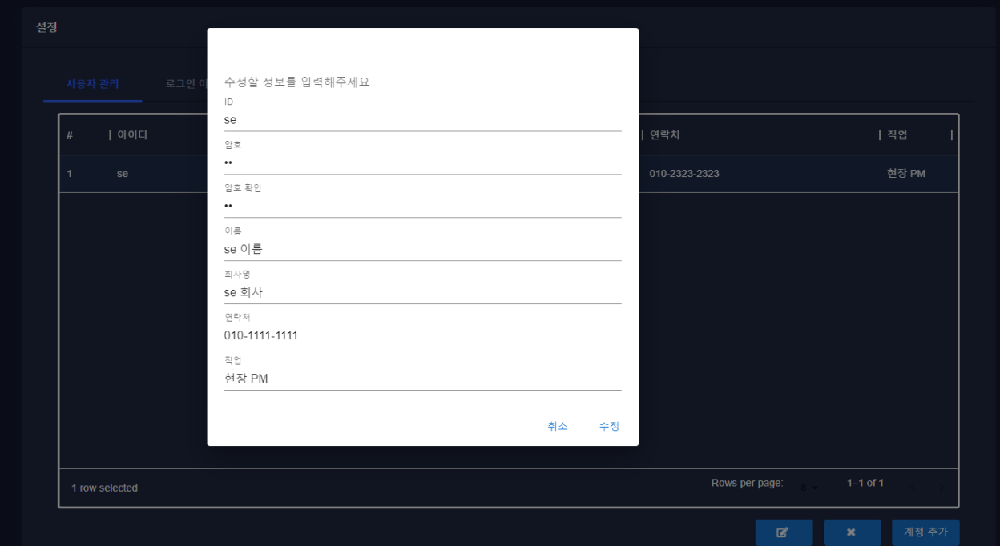 설정
사용자 관리 로그인 이
# 아이디 연락처 직업
1 se 010-2323-2323 현장 PM
수정할 정보를 입력해주세요
ID
se
암호
••
암호 확인
••
이름
se 이름
회사명
se 회사
연락처
010-1111-1111
직업
현장 PM
취소 수정
1 row selected Rows per page: 8 1–1 of 1
계정 추가